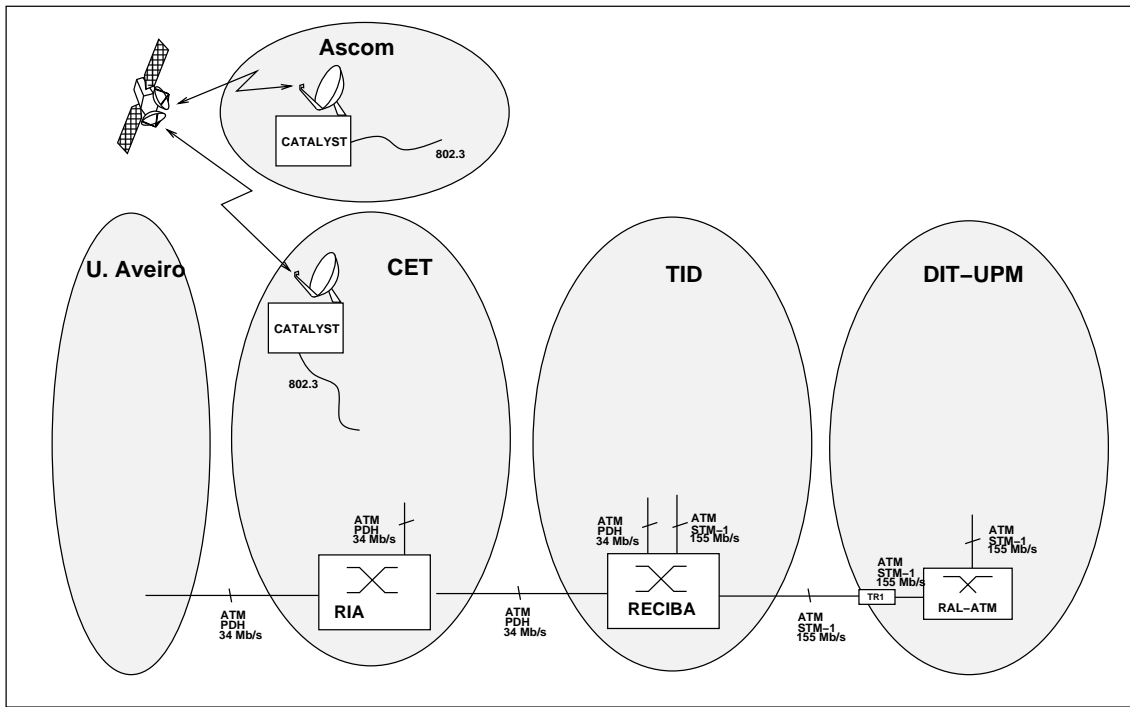 Ascom
CATALYST
802.3
U. Aveiro
CET
TID
DIT–UPM
CATALYST
802.3
ATM
PDH
34 Mb/s
ATM
PDH
34 Mb/s
ATM
STM–1
155 Mb/s
ATM
STM–1
155 Mb/s
ATM
STM–1
155 Mb/s
RIA
RECIBA
TR1
RAL–ATM
ATM
PDH
34 Mb/s
ATM
PDH
34 Mb/s
ATM
STM–1
155 Mb/s